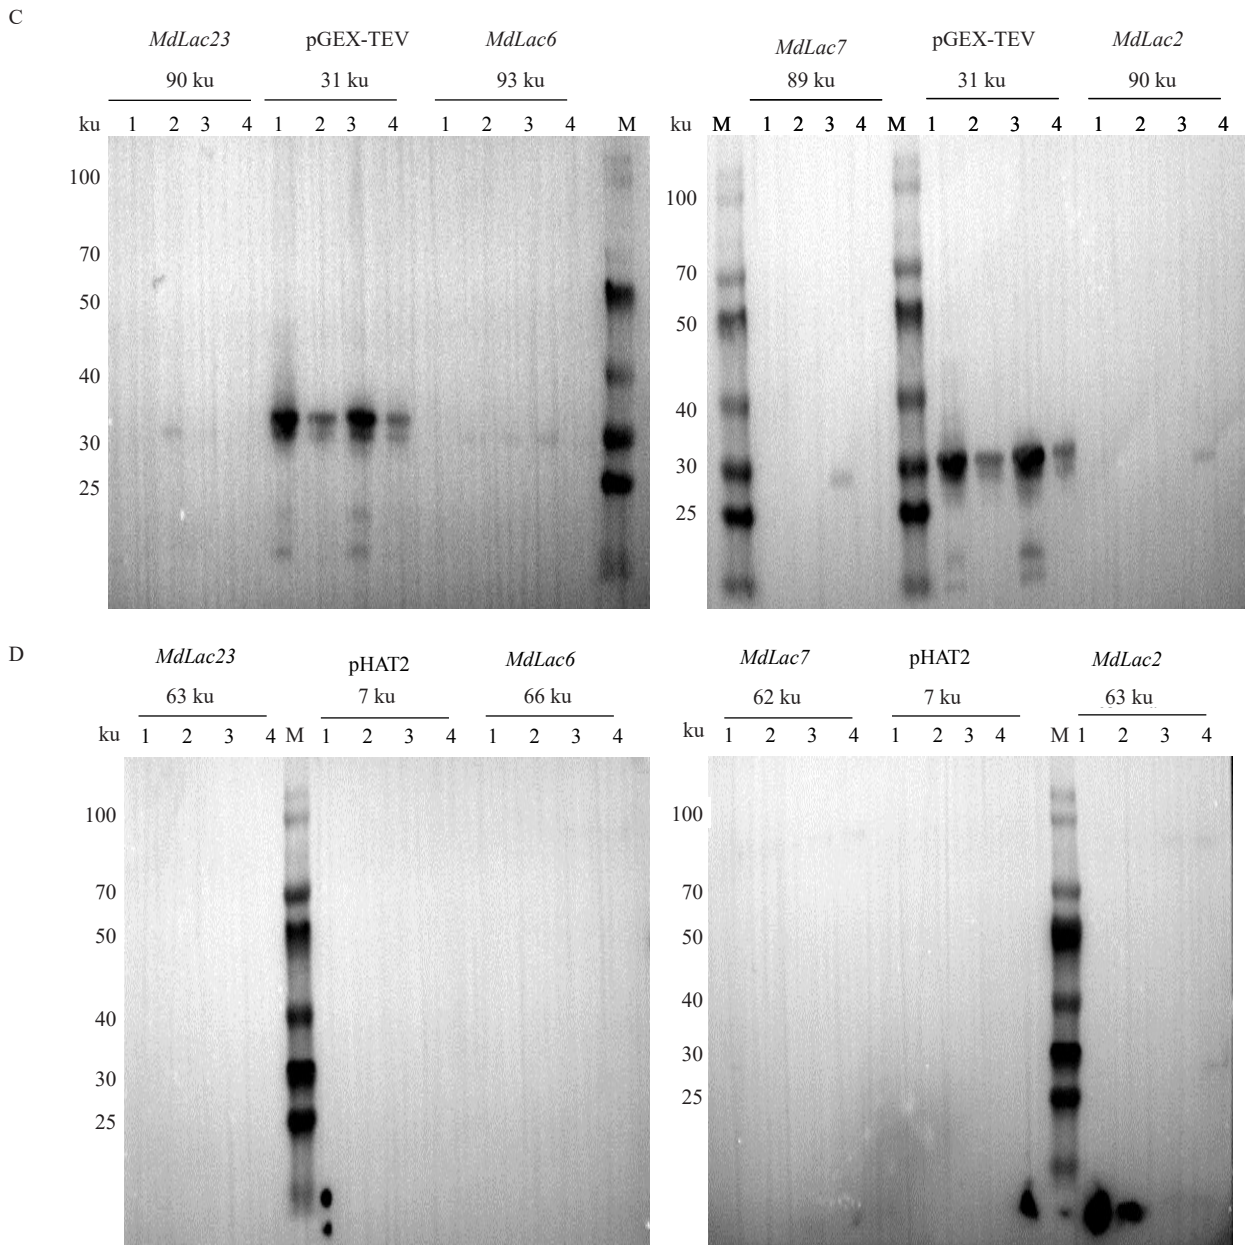 C
MdLac23 pGEX-TEV MdLac6
90 ku 31 ku 93 ku
ku 1 2 3 4 1 2 3 4 1 2 3 4 M
100
70
50
40
30
25
MdLac7 pGEX-TEV MdLac2
89 ku 31 ku 90 ku
ku M 1 2 3 M 1 2 3 4 1 2 3 4
100
70
50
40
30
25
D
MdLac23 pHAT2 MdLac6
63 ku 7 ku 66 ku
ku 1 2 3 4 M 1 2 3 4 1 2 3 4
100
70
50
40
30
25
MdLac7 pHAT2 MdLac2
62 ku 7 ku 63 ku
ku 1 2 3 4 1 2 3 4 M 1 2 3 4
100
70
50
40
30
25